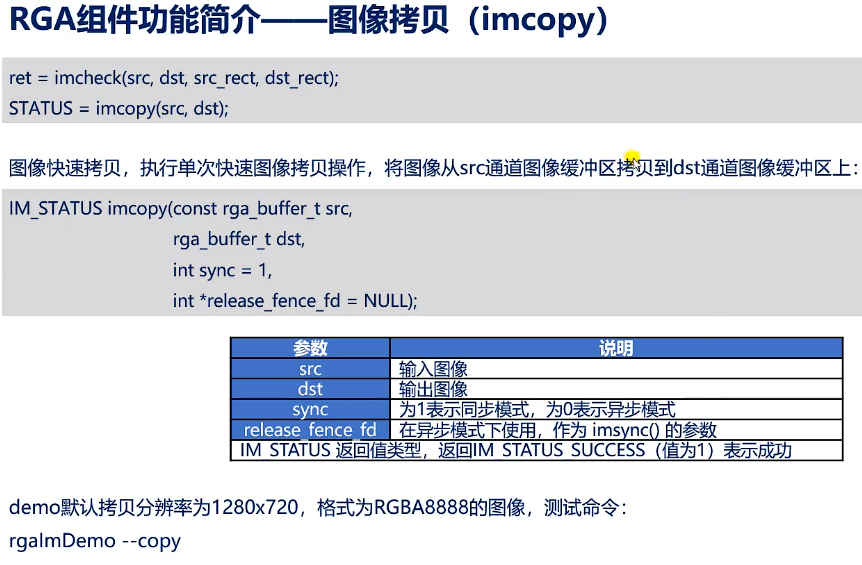 RGA组件功能简介——图像拷贝（imcopy）
ret = imcheck(src, dst, src_rect, dst_rect);
STATUS = imcopy(src, dst);
图像快速拷贝，执行单次快速图像拷贝操作，将图像从src通道图像缓冲区拷贝到dst通道图像缓冲区上：
IM_STATUS imcopy(const rga_buffer_t src,
rga_buffer_t dst,
int sync = 1,
int *release_fence_fd = NULL);
参数 说明
src 输入图像
dst 输出图像
sync 为1表示同步模式，为0表示异步模式
release_fence_fd 在异步模式下使用，作为 imsync() 的参数
IM_STATUS 返回值类型，返回IM_STATUS_SUCCESS（值为1）表示成功
demo默认拷贝分辨率为1280x720，格式为RGBA8888的图像，测试命令：
rgaImDemo --copy